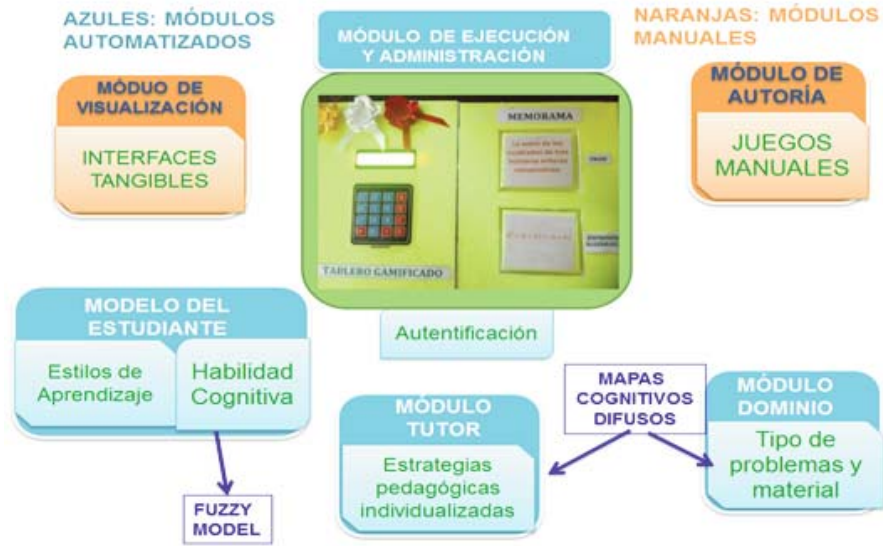 AZULES: MÓDULOS
AUTOMATIZADOS
MÓDULO DE EJECUCIÓN
Y ADMINISTRACIÓN
NARANJAS: MÓDULOS
MANUALES
MÓDUO DE
VISUALIZACIÓN
INTERFACES
TANGIBLES
MEMORAMA
TABLERO GAMIFICADO
MÓDULO DE
AUTORÍA
JUEGOS
MANUALES
MODELO DEL
ESTUDIANTE
Estilos de
Aprendizaje
Habilidad
Cognitiva
Autentificación
MÓDULO
TUTOR
Estrategias
pedagógicas
individualizadas
MAPAS
COGNITIVOS
DIFUSOS
MÓDULO
DOMINIO
Tipo de
problemas y
material
FUZZY
MODEL